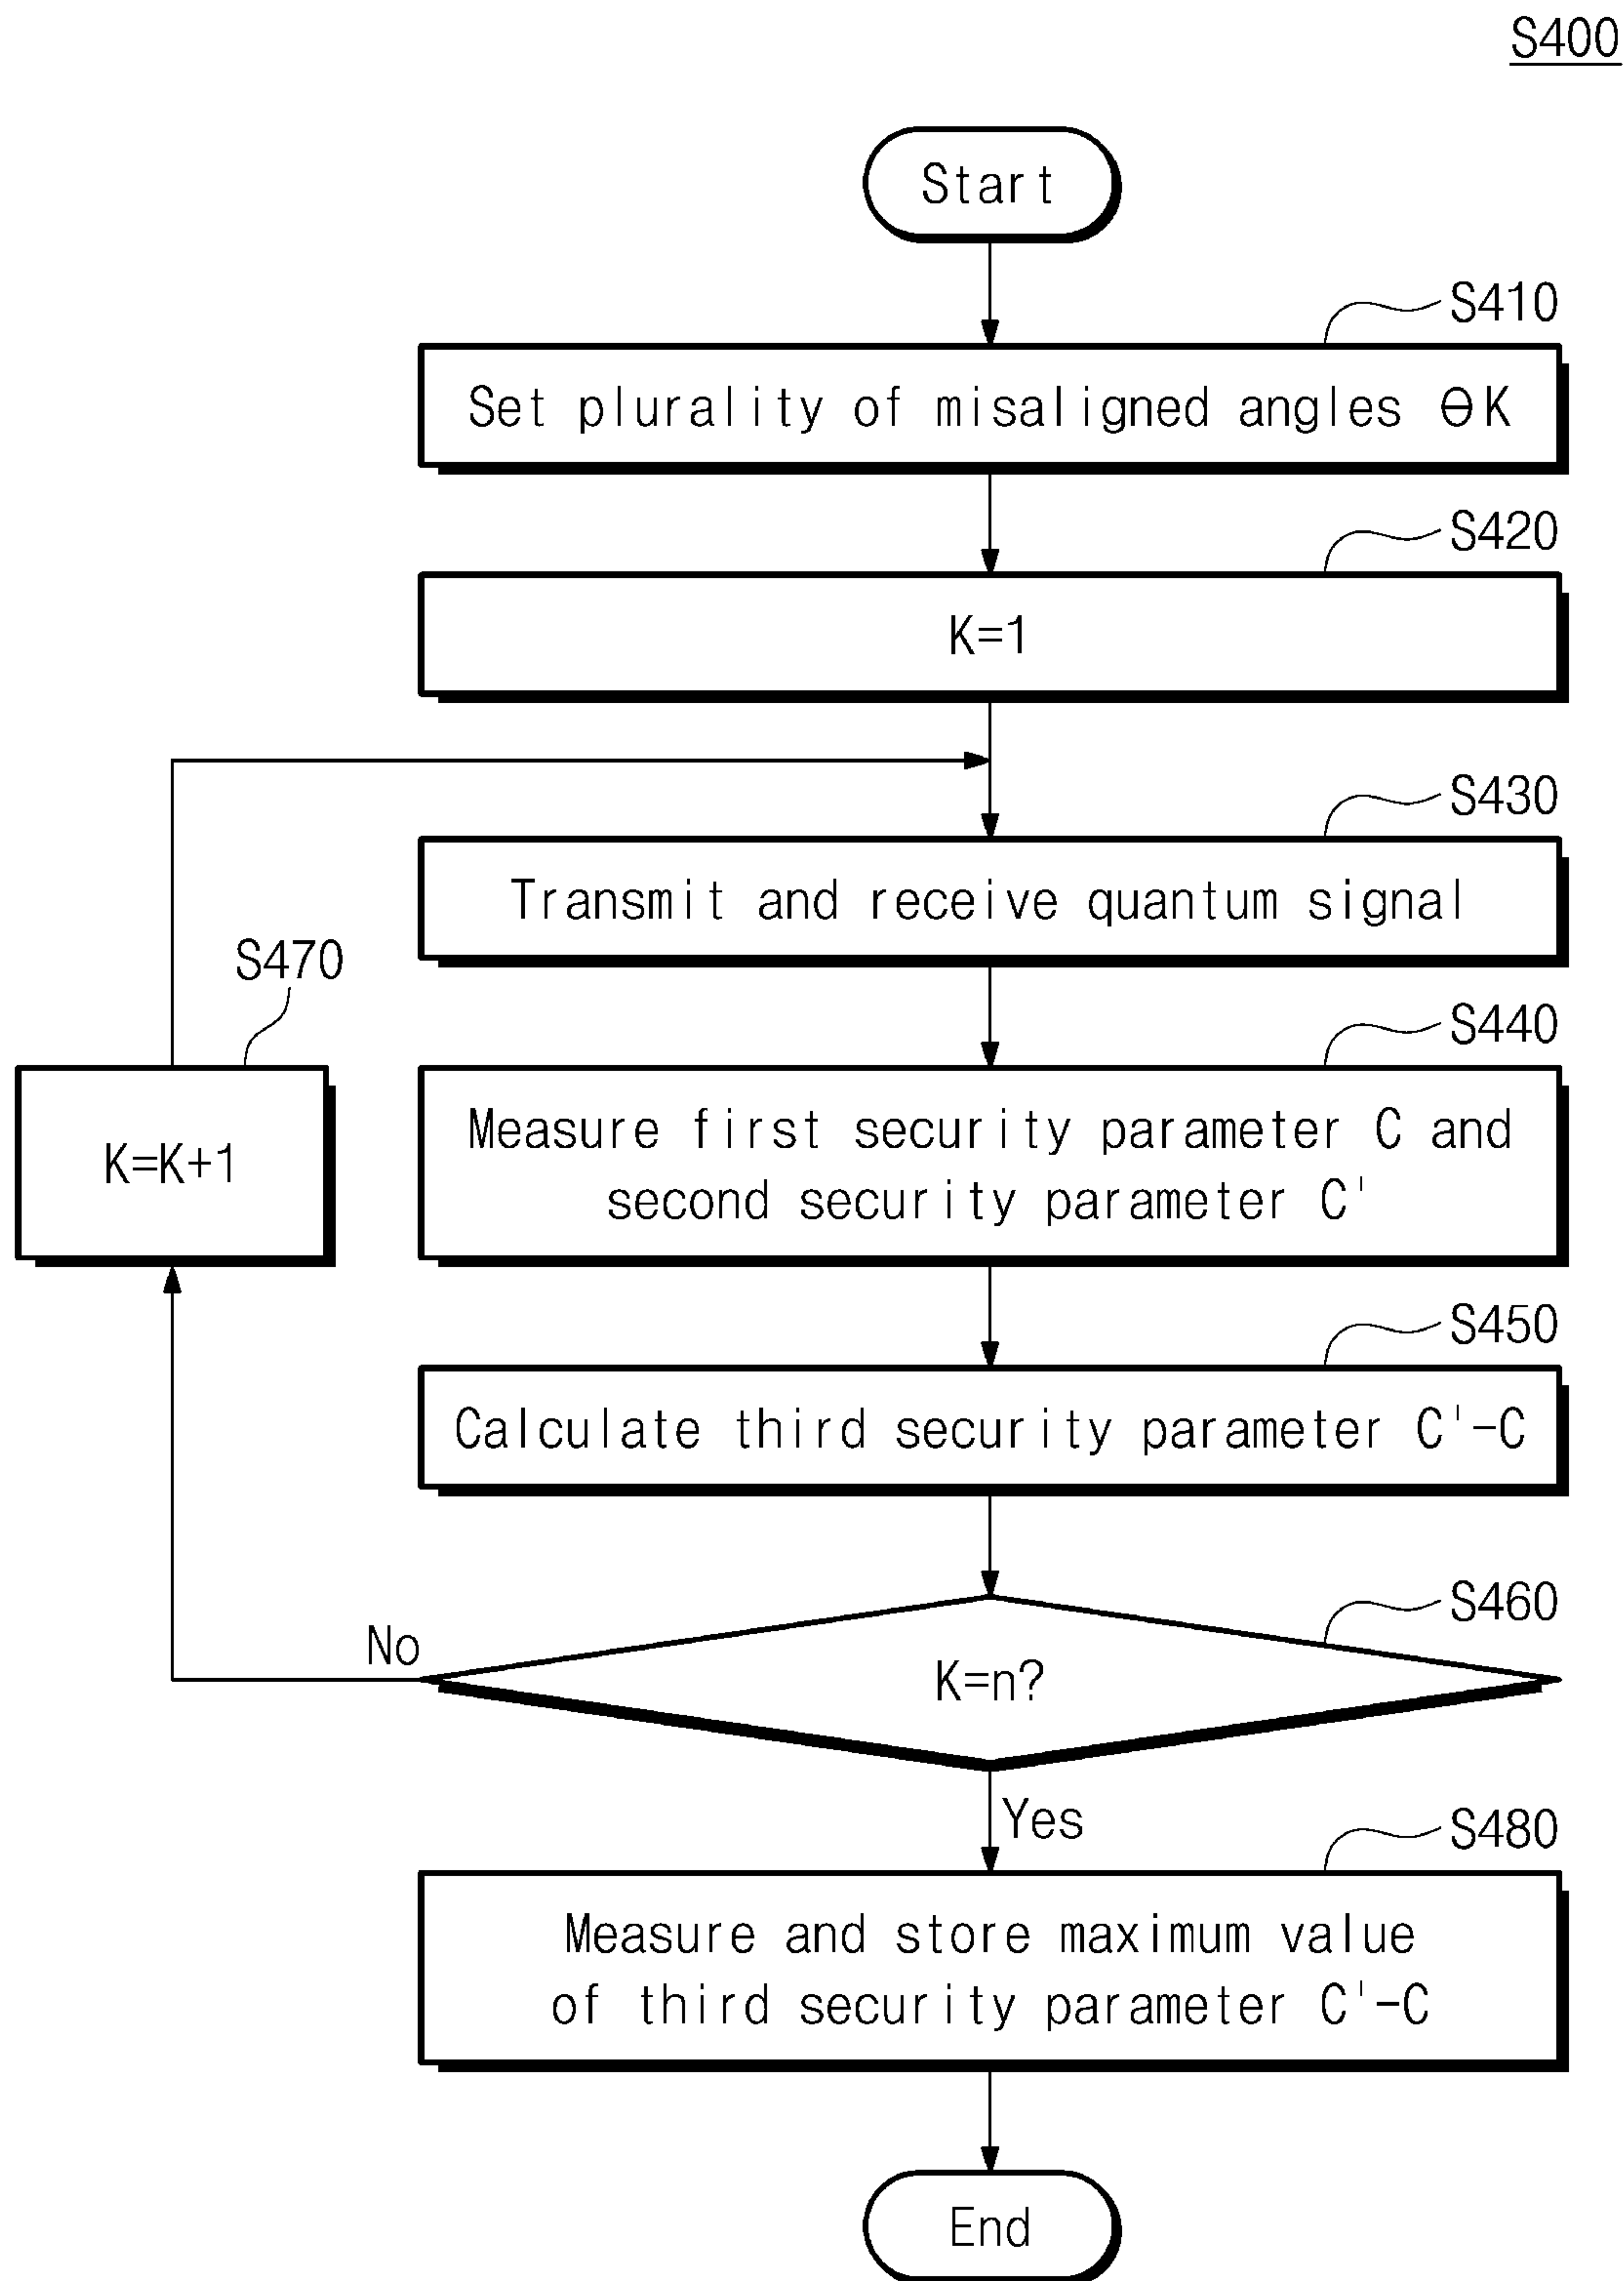 S400
Start
S410
Set plurality of misaligned angles ΘK
S420
K=1
S430
Transmit and receive quantum signal
S470
K=K+1
S440
Measure first security parameter C and
second security parameter C'
S450
Calculate third security parameter C'-C
S460
No
K=n?
Yes
S480
Measure and store maximum value
of third security parameter C'-C
End